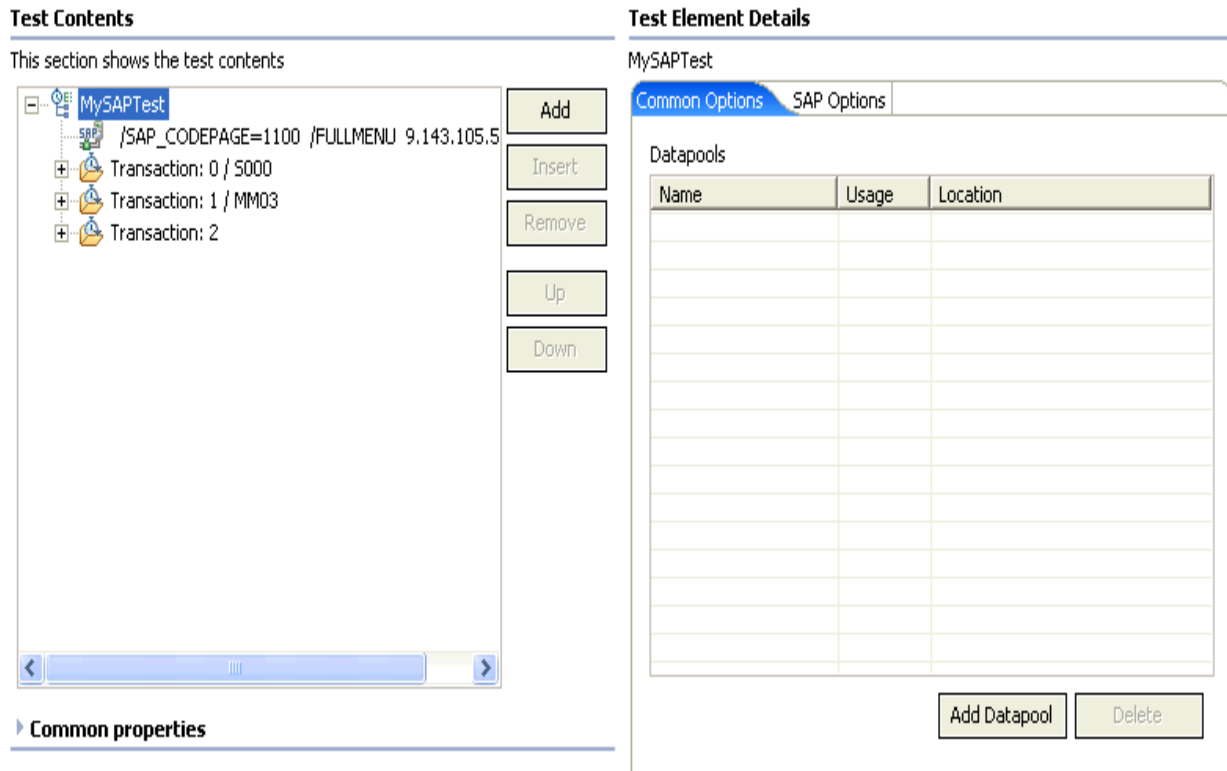 Test Contents
This section shows the test contents
MySAPTest
SAP /SAP_CODEPAGE=1100 /FULLMENU 9.143.105.5
Transaction: 0 / S000
Transaction: 1 / MM03
Transaction: 2
Add
Insert
Remove
Up
Down
Common properties
Test Element Details
MySAPTest
Common Options SAP Options
Datapools
Name Usage Location
Add Datapool Delete